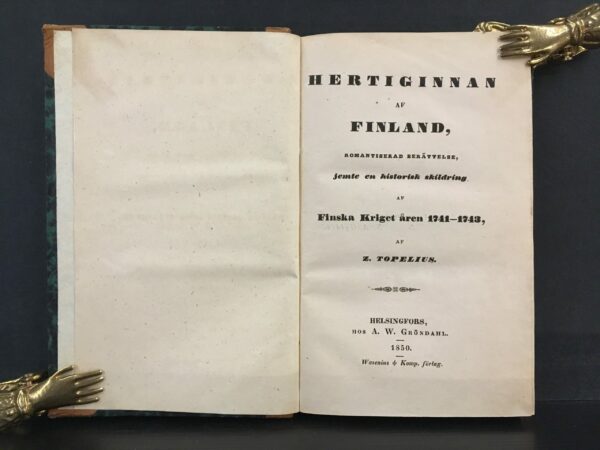 HERTIGINNAN
AF
FINLAND,
ROMANTISERAD BERÄTTELSE,
jemte en historisk skildring
AF
Finska Kriget åren 1741—1743,
AF
Z. TOPELIUS.
HELSINGFORS,
HOS A. W. GRÖNDAHL.
1850.
Wasenius & Komp. förlag.